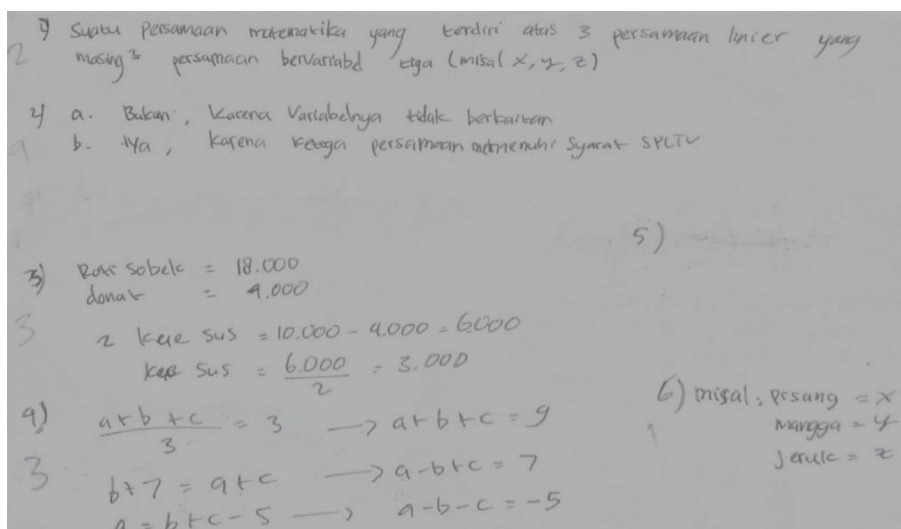 1) Suatu persamaan matematika yang terdiri atas 3 persamaan linier yang
2 masing² persamaan bervariabel tiga (misal x, y, z)
2) a. Bukan, Karena Variabelnya tidak berkaitan
b. Iya, Karena ketiga persamaan memenuhi Syarat SPLTV
5)
3) Roti Sobek = 18.000
donat = 4.000
3
2 kue sus = 10.000 - 4.000 = 6.000
kue sus = 6.000/2 = 3.000
4) a+b+c/3 = 3 → a+b+c = 9
3
b+7 = a+c → a-b+c = 7
a = b+c-5 → a-b-c = -5
6) misal, pisang = x
1 Mangga = y
Jeruk = z